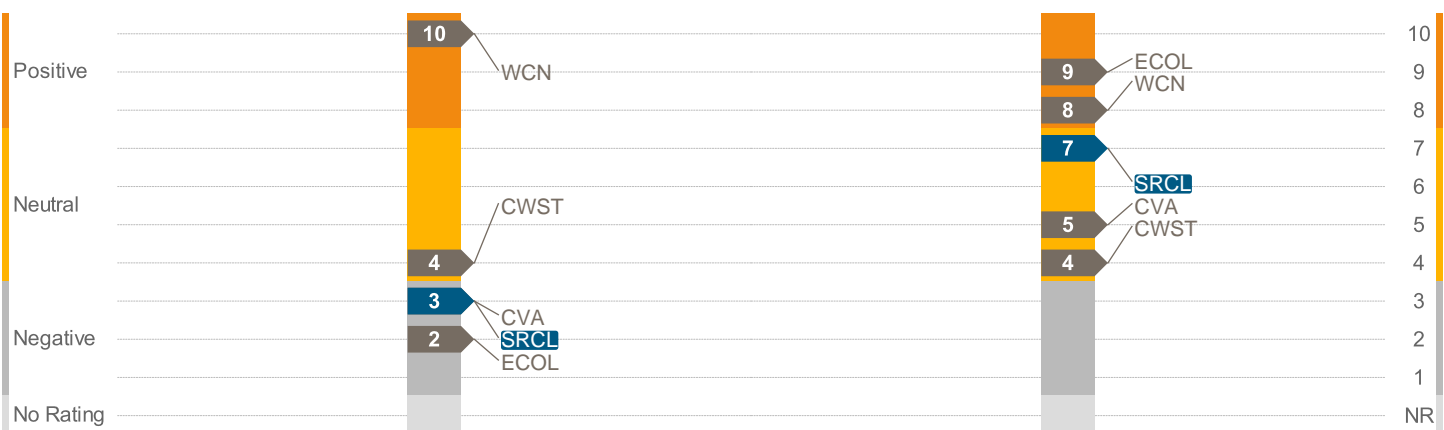 10
10
WCN
ECOL
Positive
9
9
WCN
8
8
7
7
SRCL
6
Neutral
CWST
CVA
5
5
CWST
4
4
4
3
3
CVA
Negative
2
SRCL
2
ECOL
1
No Rating
NR